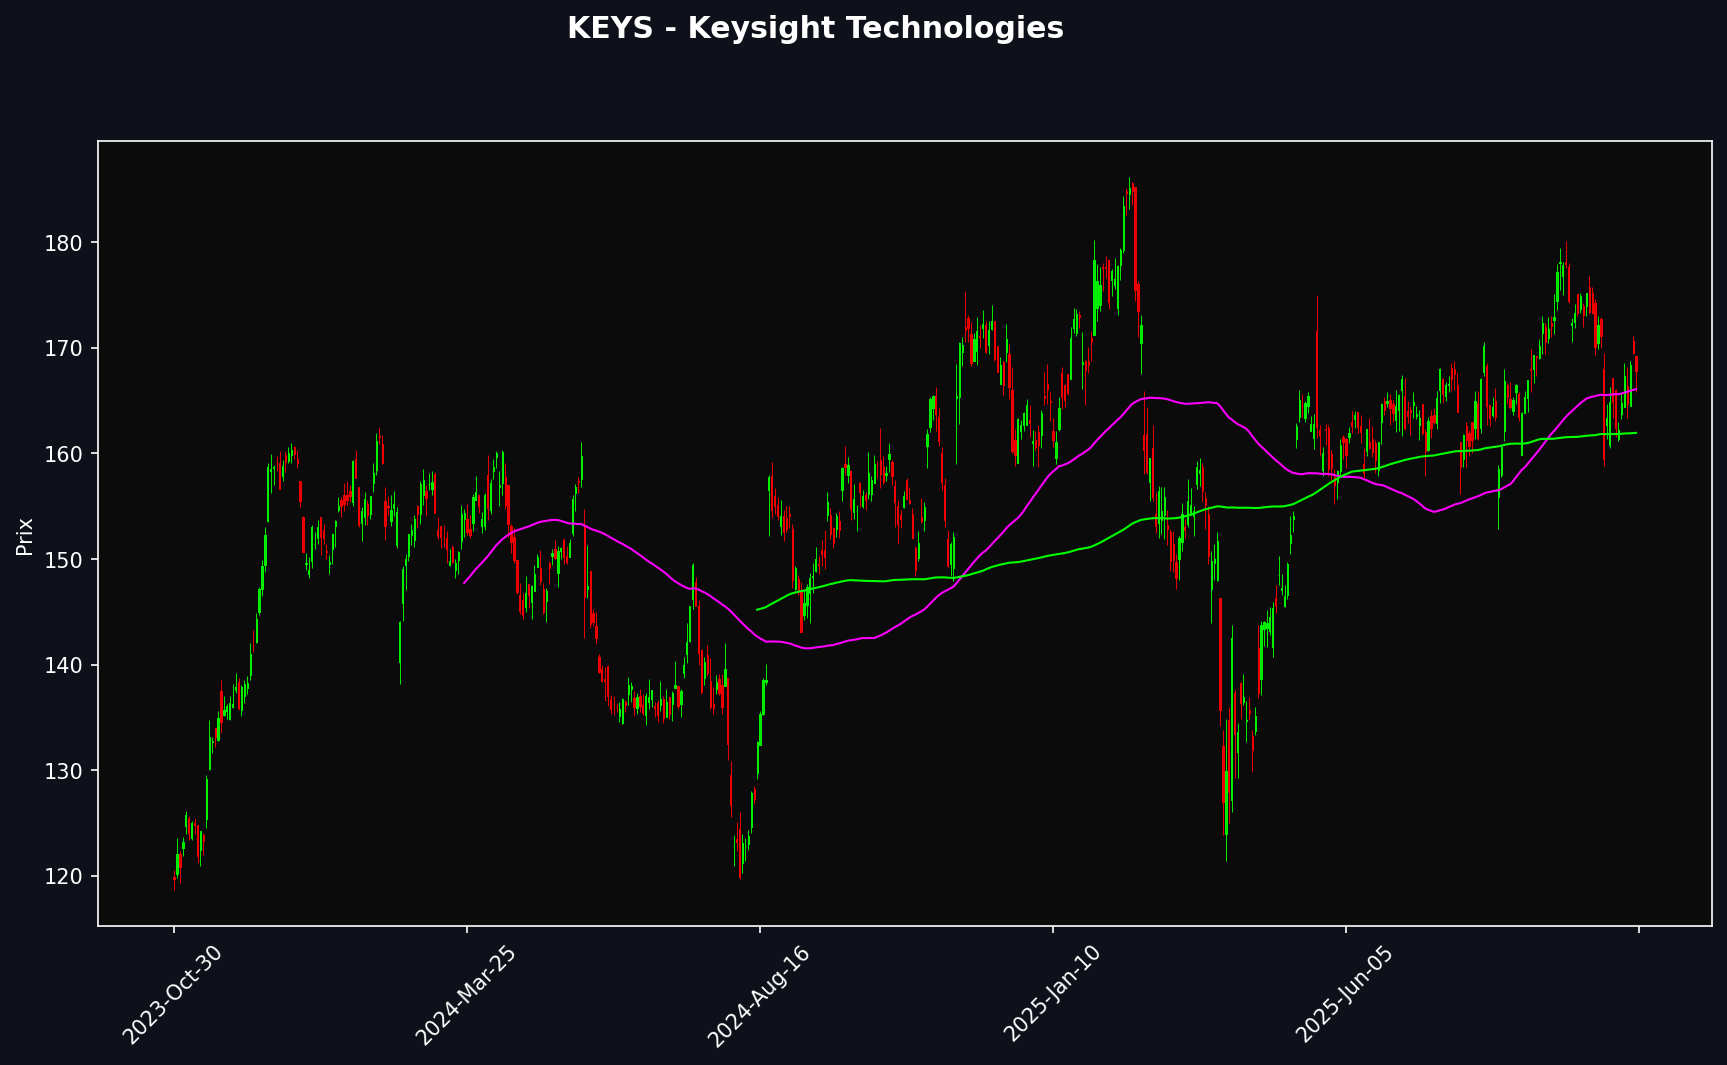 KEYS - Keysight Technologies
Prix
180
170
160
150
140
130
120
2023-Oct-30
2024-Mar-25
2024-Aug-16
2025-Jan-10
2025-Jun-05